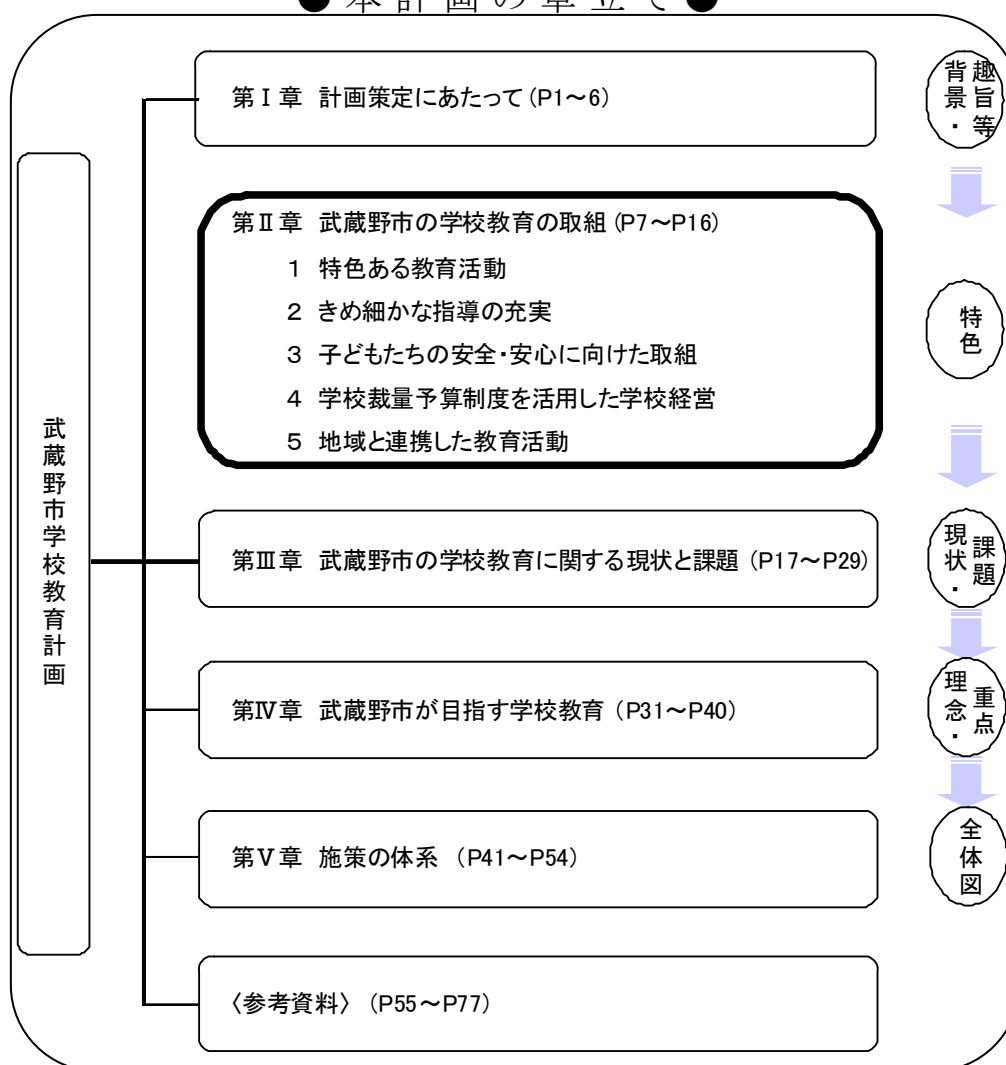 ●本計画の章立て●
第Ⅰ章 計画策定にあたって(P1～6)
背景・趣旨等
第Ⅱ章 武蔵野市の学校教育の取組(P7～P16)
1 特色ある教育活動
2 きめ細かな指導の充実
3 子どもたちの安全・安心に向けた取組
4 学校裁量予算制度を活用した学校経営
5 地域と連携した教育活動
特色
武蔵野市学校教育計画
第Ⅲ章 武蔵野市の学校教育に関する現状と課題(P17～P29)
現状・課題
第Ⅳ章 武蔵野市が目指す学校教育(P31～P40)
理念・重点
第Ⅴ章 施策の体系 (P41～P54)
全体図
〈参考資料〉(P55～P77)